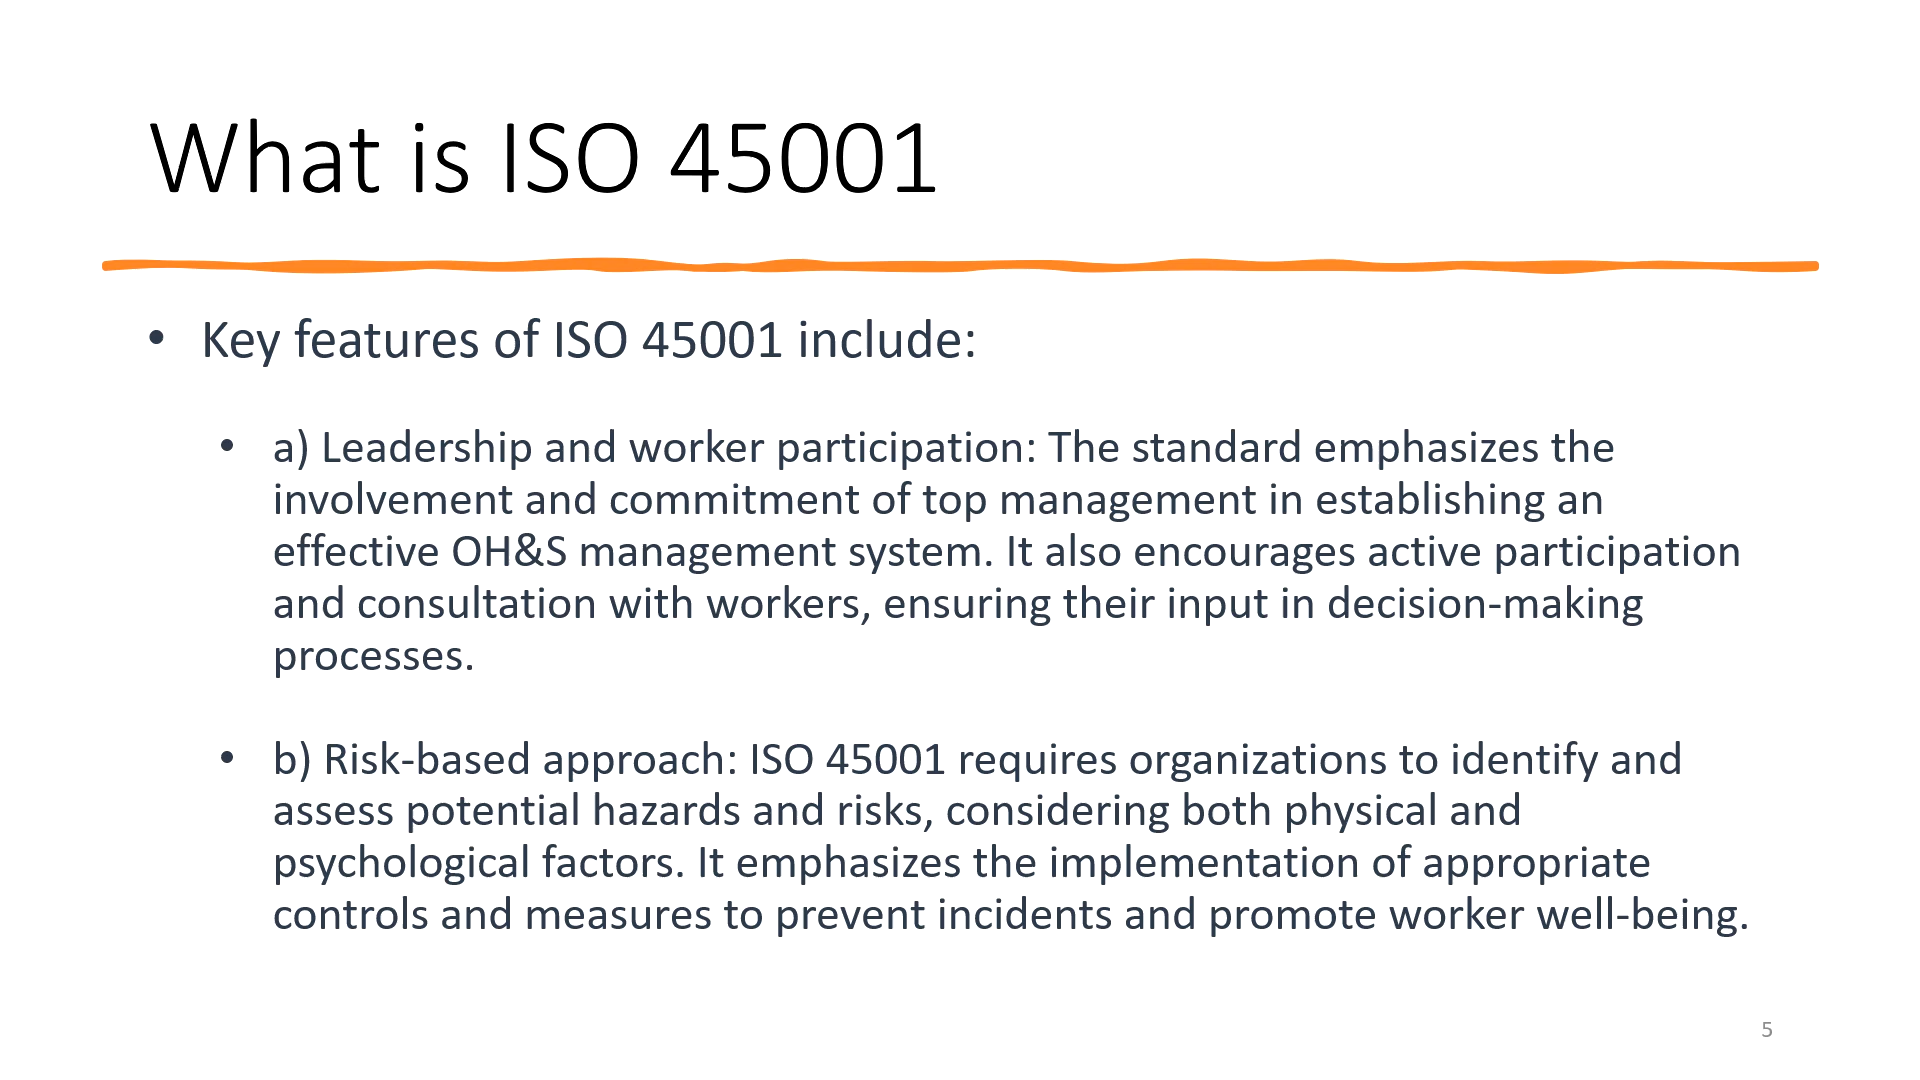 What is ISO 45001
• Key features of ISO 45001 include:
• a) Leadership and worker participation: The standard emphasizes the
involvement and commitment of top management in establishing an
effective OH&S management system. It also encourages active participation
and consultation with workers, ensuring their input in decision-making
processes.
• b) Risk-based approach: ISO 45001 requires organizations to identify and
assess potential hazards and risks, considering both physical and
psychological factors. It emphasizes the implementation of appropriate
controls and measures to prevent incidents and promote worker well-being.
5